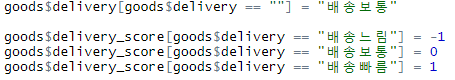 goods$delivery[goods$delivery == ""] = "배송보통"
goods$delivery_score[goods$delivery == "배송느림"] = -1
goods$delivery_score[goods$delivery == "배송보통"] = 0
goods$delivery_score[goods$delivery == "배송빠름"] = 1